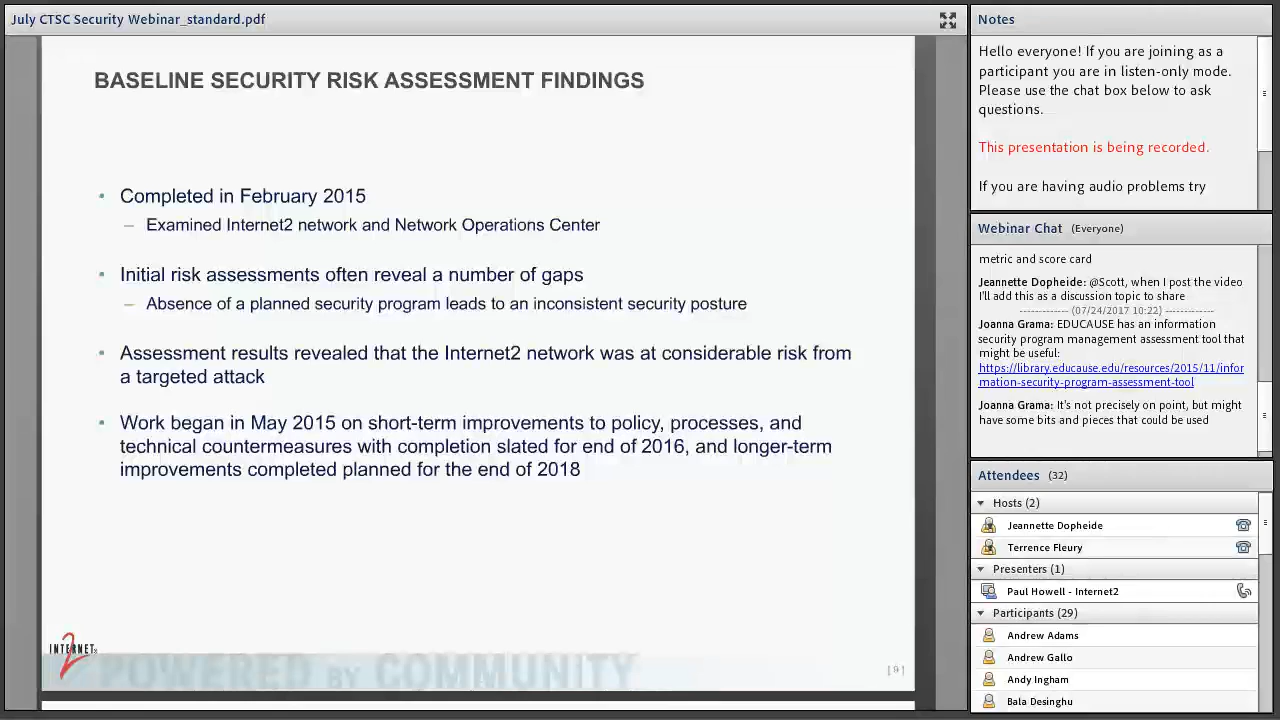 July CTSC Security Webinar_standard.pdf
BASELINE SECURITY RISK ASSESSMENT FINDINGS
• Completed in February 2015
– Examined Internet2 network and Network Operations Center
• Initial risk assessments often reveal a number of gaps
– Absence of a planned security program leads to an inconsistent security posture
• Assessment results revealed that the Internet2 network was at considerable risk from
a targeted attack
• Work began in May 2015 on short-term improvements to policy, processes, and
technical countermeasures with completion slated for end of 2016, and longer-term
improvements completed planned for the end of 2018
INTERNET
2
COMMUNITY
[ 9 ]
Notes
Hello everyone! If you are joining as a
participant you are in listen-only mode.
Please use the chat box below to ask
questions.
This presentation is being recorded.
If you are having audio problems try
Webinar Chat (Everyone)
metric and score card
Jeannette Dopheide: @Scott, when I post the video
I'll add this as a discussion topic to share
------------- (07/24/2017 10:22) -------------
Joanna Grama: EDUCAUSE has an information
security program management assessment tool that
might be useful:
https://library.educause.edu/resources/2015/11/infor
mation-security-program-assessment-tool
Joanna Grama: It's not precisely on point, but might
have some bits and pieces that could be used
Attendees (32)
Hosts (2)
Jeannette Dopheide
Terrence Fleury
Presenters (1)
Paul Howell - Internet2
Participants (29)
Andrew Adams
Andrew Gallo
Andy Ingham
Bala Desinghu